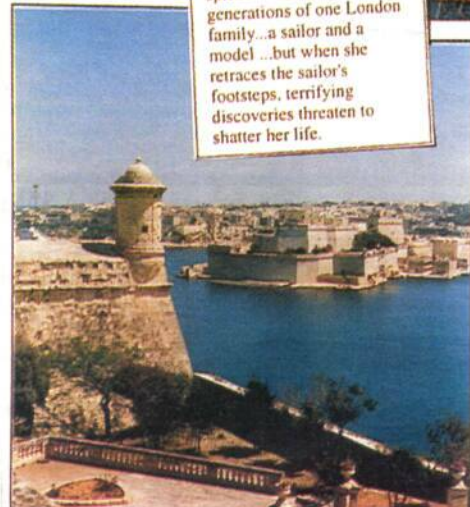 generations of one London
family...a sailor and a
model ...but when she
retraces the sailor's
footsteps, terrifying
discoveries threaten to
shatter her life.